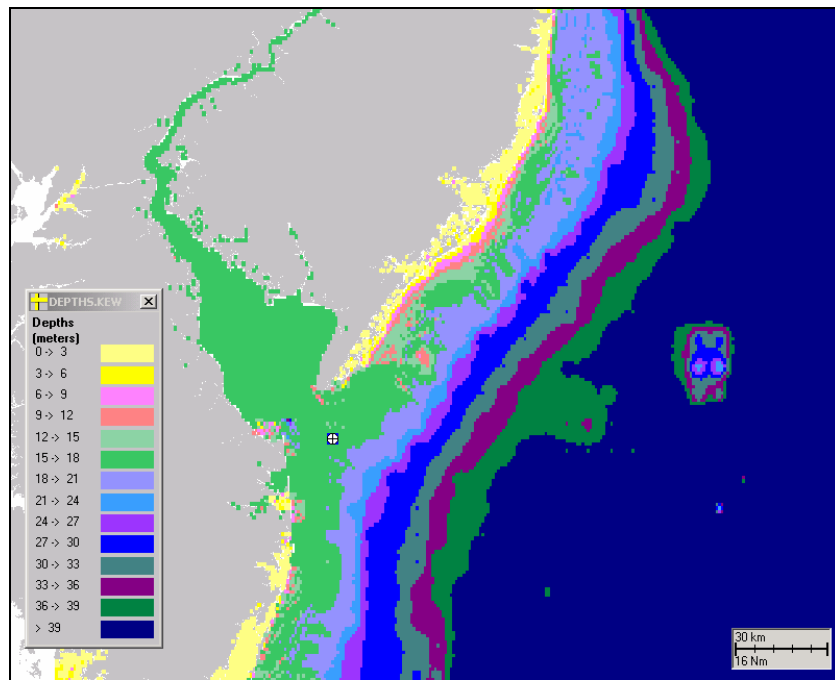 DEPTHS.KEW
Depths
(meters)
0 -> 3
3 -> 6
6 -> 9
9 -> 12
12 -> 15
15 -> 18
18 -> 21
21 -> 24
24 -> 27
27 -> 30
30 -> 33
33 -> 36
36 -> 39
> 39
30 km
16 Nm